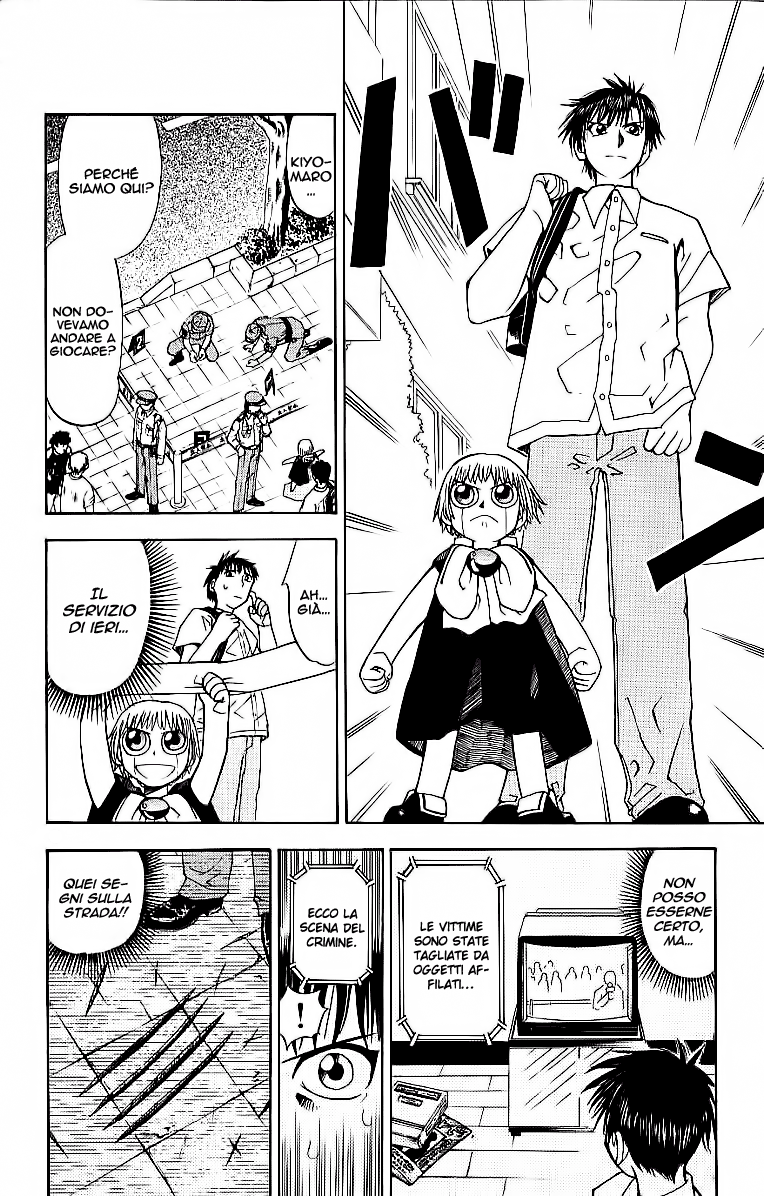 KIYO-
MARO
...
PERCHÉ
SIAMO QUI?
NON DO-
VEVAMO
ANDARE A
GIOCARE?
AH...
GIÀ...
IL
SERVIZIO
DI IERI...
NON
POSSO
ESSERNE
CERTO,
MA...
LE VITTIME
SONO STATE
TAGLIATE DA
OGGETTI AF-
FILATI...
ECCO LA
SCENA DEL
CRIMINE.
!
QUEI SE-
GNI SULLA
STRADA!!